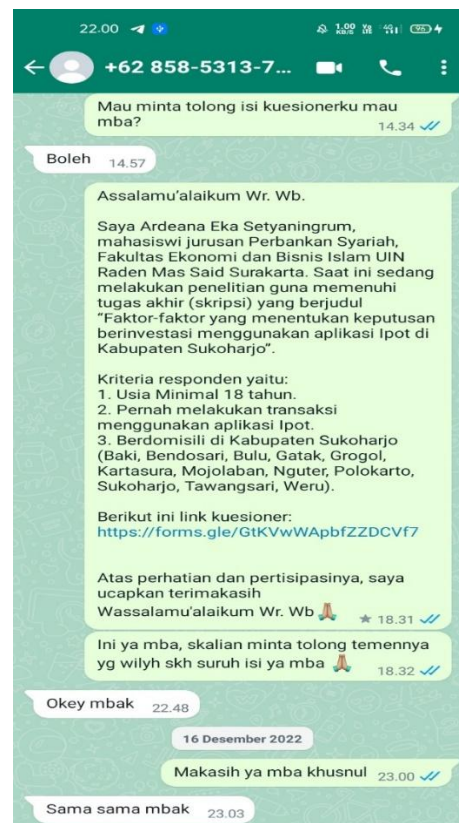 22.00
1.00 KB/S
4G
96
+62 858-5313-7...
Mau minta tolong isi kuesionerku mau
mba?
14.34
Boleh 14.57
Assalamu'alaikum Wr. Wb.
Saya Ardeana Eka Setyaningrum,
mahasiswi jurusan Perbankan Syariah,
Fakultas Ekonomi dan Bisnis Islam UIN
Raden Mas Said Surakarta. Saat ini sedang
melakukan penelitian guna memenuhi
tugas akhir (skripsi) yang berjudul
"Faktor-faktor yang menentukan keputusan
berinvestasi menggunakan aplikasi Ipot di
Kabupaten Sukoharjo".
Kriteria responden yaitu:
1. Usia Minimal 18 tahun.
2. Pernah melakukan transaksi
menggunakan aplikasi Ipot.
3. Berdomisili di Kabupaten Sukoharjo
(Baki, Bendosari, Bulu, Gatak, Grogol,
Kartasura, Mojolaban, Nguter, Polokarto,
Sukoharjo, Tawangsari, Weru).
Berikut ini link kuesioner:
https://forms.gle/GtKVwWApbfZZDCVf7
Atas perhatian dan pertisipasinya, saya
ucapkan terimakasih
Wassalamu'alaikum Wr. Wb 🙏
18.31
Ini ya mba, skalian minta tolong temennya
yg wilyh skh suruh isi ya mba 🙏
18.32
Okey mbak 22.48
16 Desember 2022
Makasih ya mba khusnul 23.00
Sama sama mbak 23.03